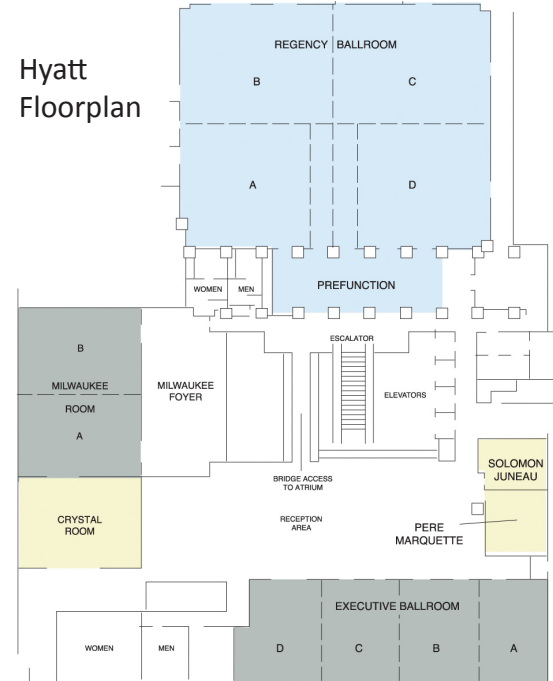 Hyatt
Floorplan
REGENCY BALLROOM
B
C
A
D
WOMEN
MEN
PREFUNCTION
ESCALATOR
B
MILWAUKEE
ROOM
A
MILWAUKEE
FOYER
ELEVATORS
SOLOMON
JUNEAU
BRIDGE ACCESS
TO ATRIUM
CRYSTAL
ROOM
RECEPTION
AREA
PERE
MARQUETTE
EXECUTIVE BALLROOM
WOMEN
MEN
D
C
B
A